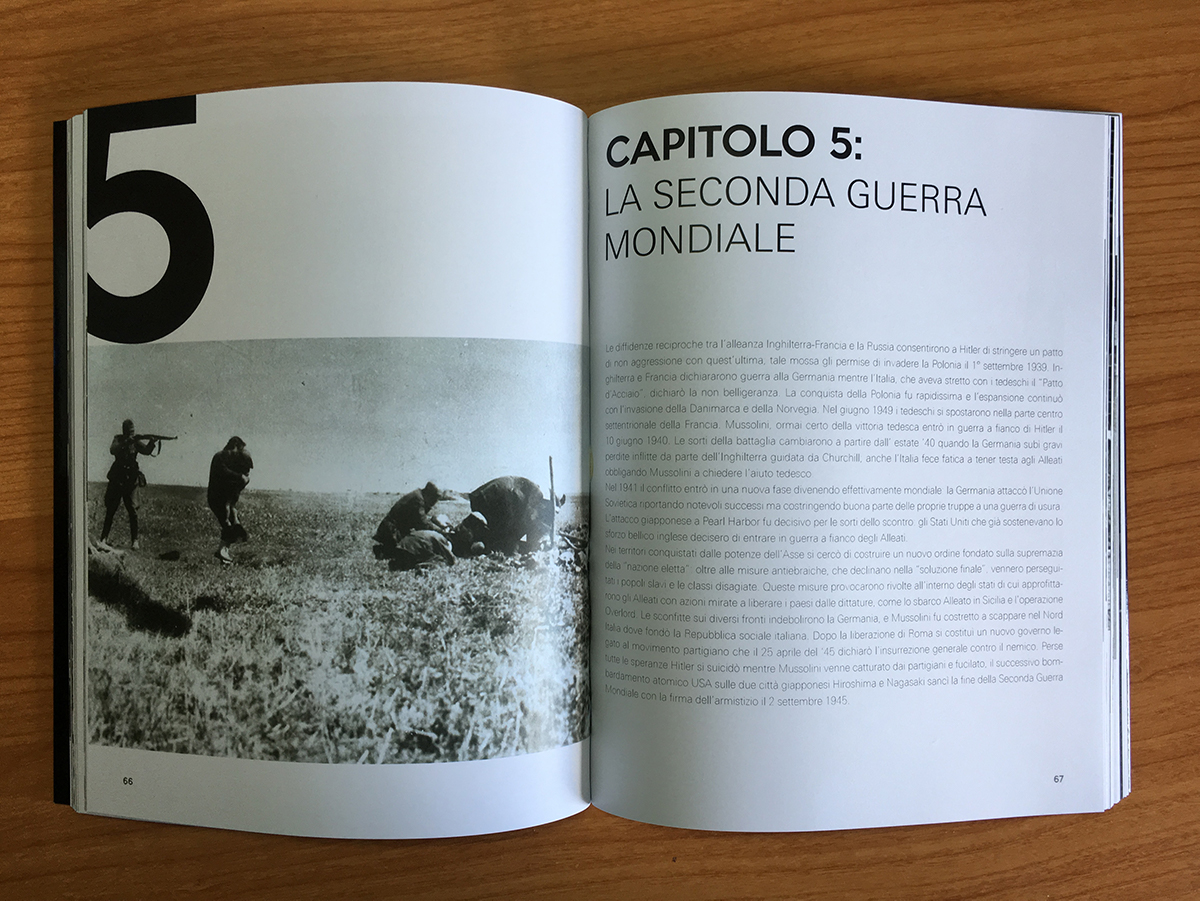 5
66
CAPITOLO 5:
LA SECONDA GUERRA
MONDIALE
Le diffidenze reciproche tra l'alleanza Inghilterra-Francia e la Russia consentirono a Hitler di stringere un patto
di non aggressione con quest'ultima, tale mossa gli permise di invadere la Polonia il 1° settembre 1939. In-
ghilterra e Francia dichiararono guerra alla Germania mentre l'Italia, che aveva stretto con i tedeschi il "Patto
d'Acciaio", dichiarò la non belligeranza. La conquista della Polonia fu rapidissima e l'espansione continuò
con l'invasione della Danimarca e della Norvegia. Nel giugno 1949 i tedeschi si spostarono nella parte centro
settentrionale della Francia. Mussolini, ormai certo della vittoria tedesca entrò in guerra a fianco di Hitler il
10 giugno 1940. Le sorti della battaglia cambiarono a partire dall' estate '40 quando la Germania subì gravi
perdite inflitte da parte dell'Inghilterra guidata da Churchill, anche l'Italia fece fatica a tener testa agli Alleati
obbligando Mussolini a chiedere l'aiuto tedesco.
Nel 1941 il conflitto entrò in una nuova fase divenendo effettivamente mondiale: la Germania attaccò l'Unione
Sovietica riportando notevoli successi ma costringendo buona parte delle proprie truppe a una guerra di usura.
L'attacco giapponese a Pearl Harbor fu decisivo per le sorti dello scontro: gli Stati Uniti che già sostenevano lo
sforzo bellico inglese decisero di entrare in guerra a fianco degli Alleati.
Nei territori conquistati dalle potenze dell'Asse si cercò di costruire un nuovo ordine fondato sulla supremazia
della "nazione eletta": oltre alle misure antiebraiche, che declinano nella "soluzione finale", vennero persegui-
tati i popoli slavi e le classi disagiate. Queste misure provocarono rivolte all'interno degli stati di cui approfitta-
rono gli Alleati con azioni mirate a liberare i paesi dalle dittature, come lo sbarco Alleato in Sicilia e l'operazione
Overlord. Le sconfitte sui diversi fronti indebolirono la Germania, e Mussolini fu costretto a scappare nel Nord
Italia dove fondò la Repubblica sociale italiana. Dopo la liberazione di Roma si costituì un nuovo governo le-
gato al movimento partigiano che il 25 aprile del '45 dichiarò l'insurrezione generale contro il nemico. Perse
tutte le speranze Hitler si suicidò mentre Mussolini venne catturato dai partigiani e fucilato, il successivo bom-
bardamento atomico USA sulle due città giapponesi Hiroshima e Nagasaki sancì la fine della Seconda Guerra
Mondiale con la firma dell'armistizio il 2 settembre 1945.
67